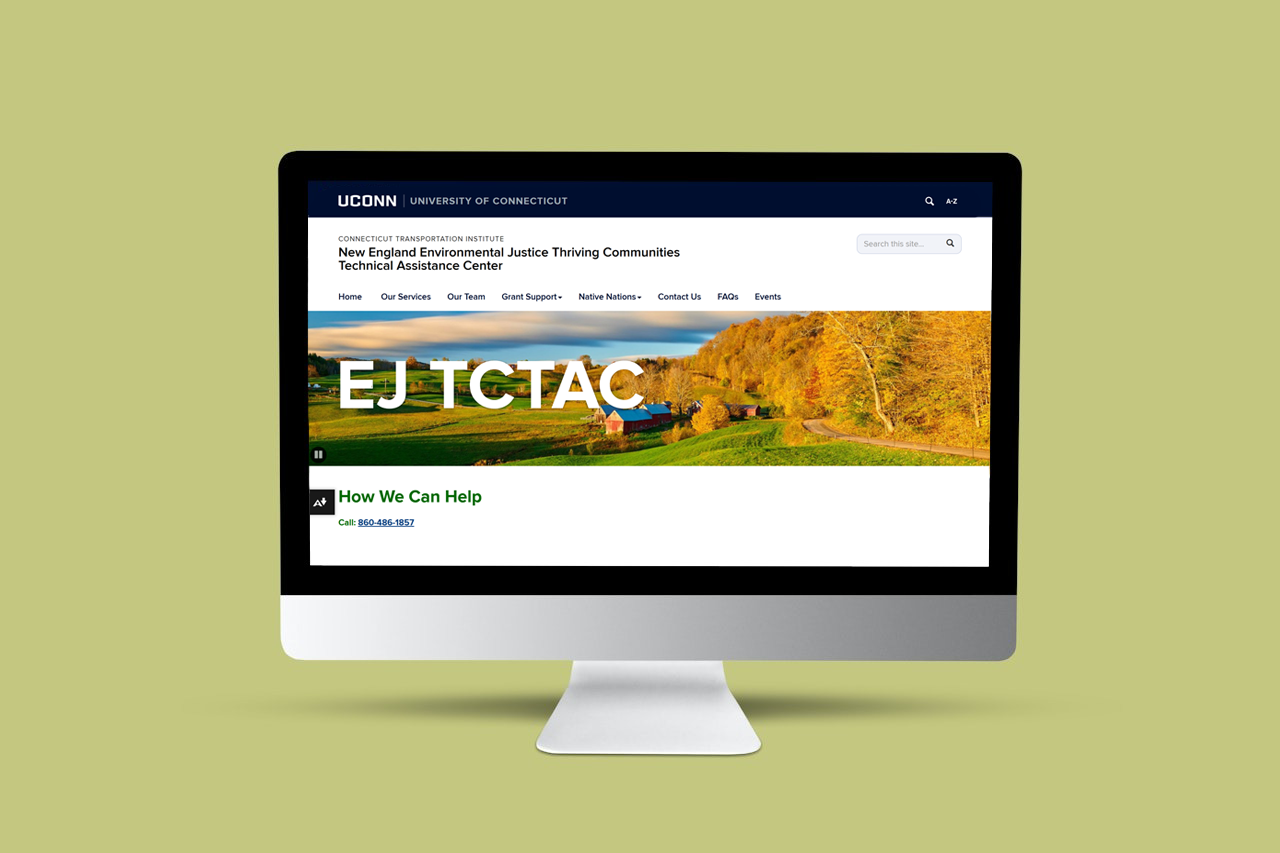 UCONN UNIVERSITY OF CONNECTICUT
A-Z
CONNECTICUT TRANSPORTATION INSTITUTE
New England Environmental Justice Thriving Communities
Technical Assistance Center
Search this site...
Home Our Services Our Team Grant Support Native Nations Contact Us FAQs Events
EJ TCTAC
How We Can Help
Call: 860-486-1857